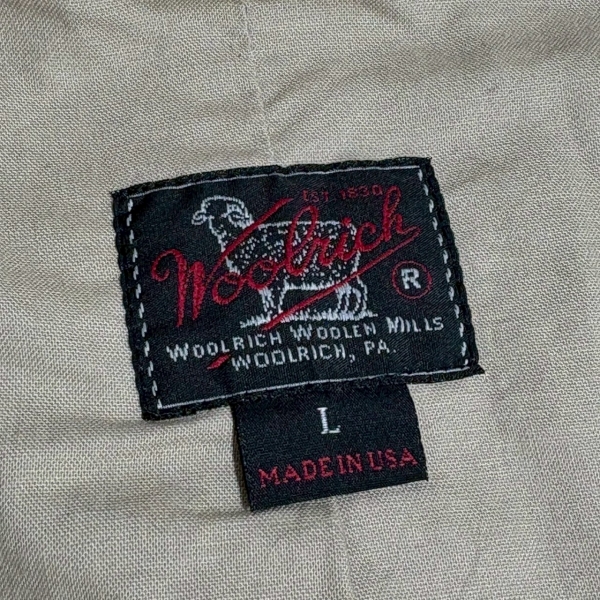 EST. 1830
Woolrich
®
WOOLRICH WOOLEN MILLS
WOOLRICH, PA.
L
MADE IN USA